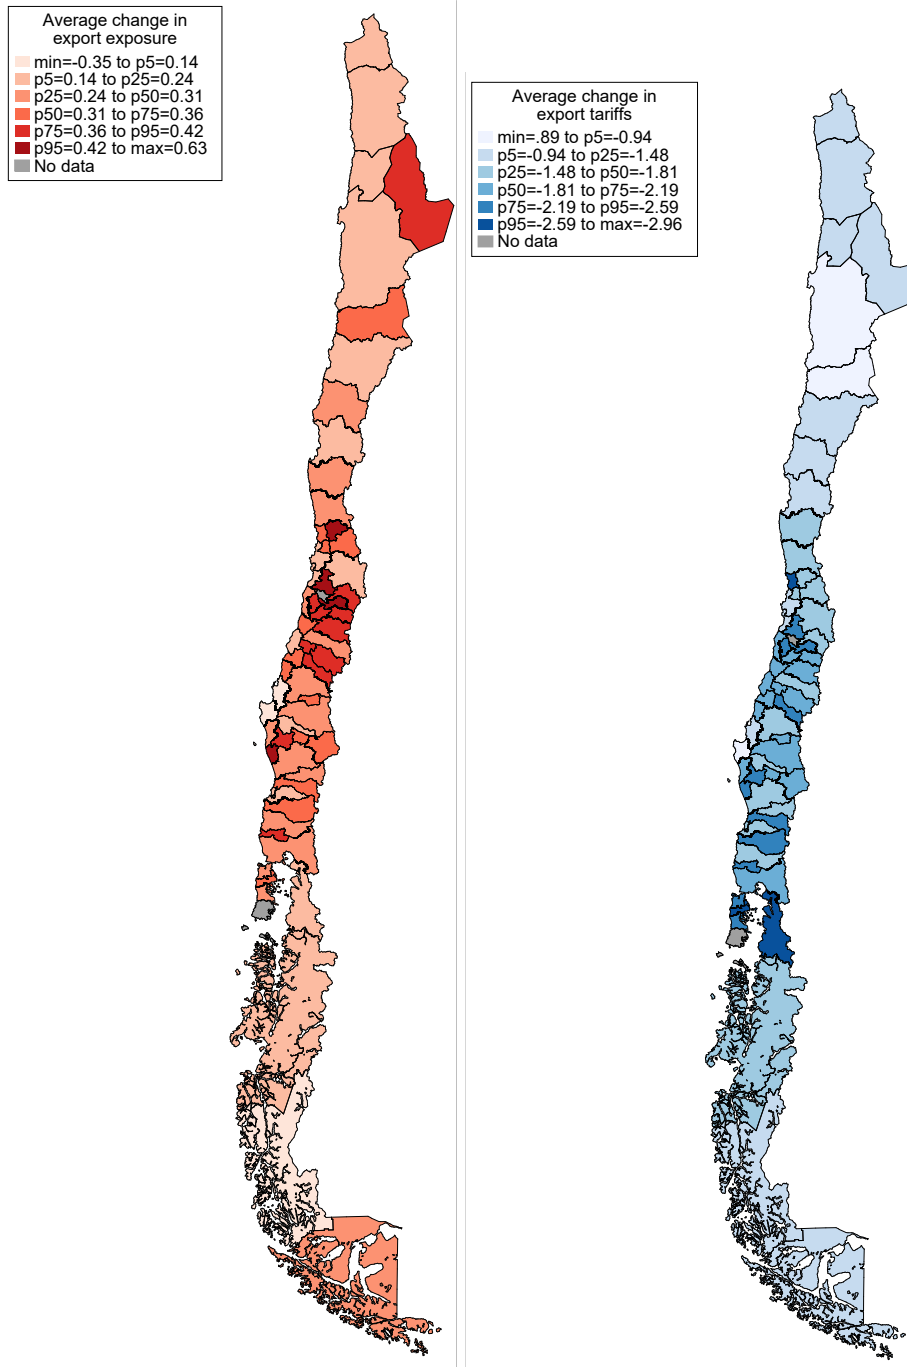 Average change in
export exposure
min=-0.35 to p5=0.14
p5=0.14 to p25=0.24
p25=0.24 to p50=0.31
p50=0.31 to p75=0.36
p75=0.36 to p95=0.42
p95=0.42 to max=0.63
No data
Average change in
export tariffs
min=.89 to p5=-0.94
p5=-0.94 to p25=-1.48
p25=-1.48 to p50=-1.81
p50=-1.81 to p75=-2.19
p75=-2.19 to p95=-2.59
p95=-2.59 to max=-2.96
No data